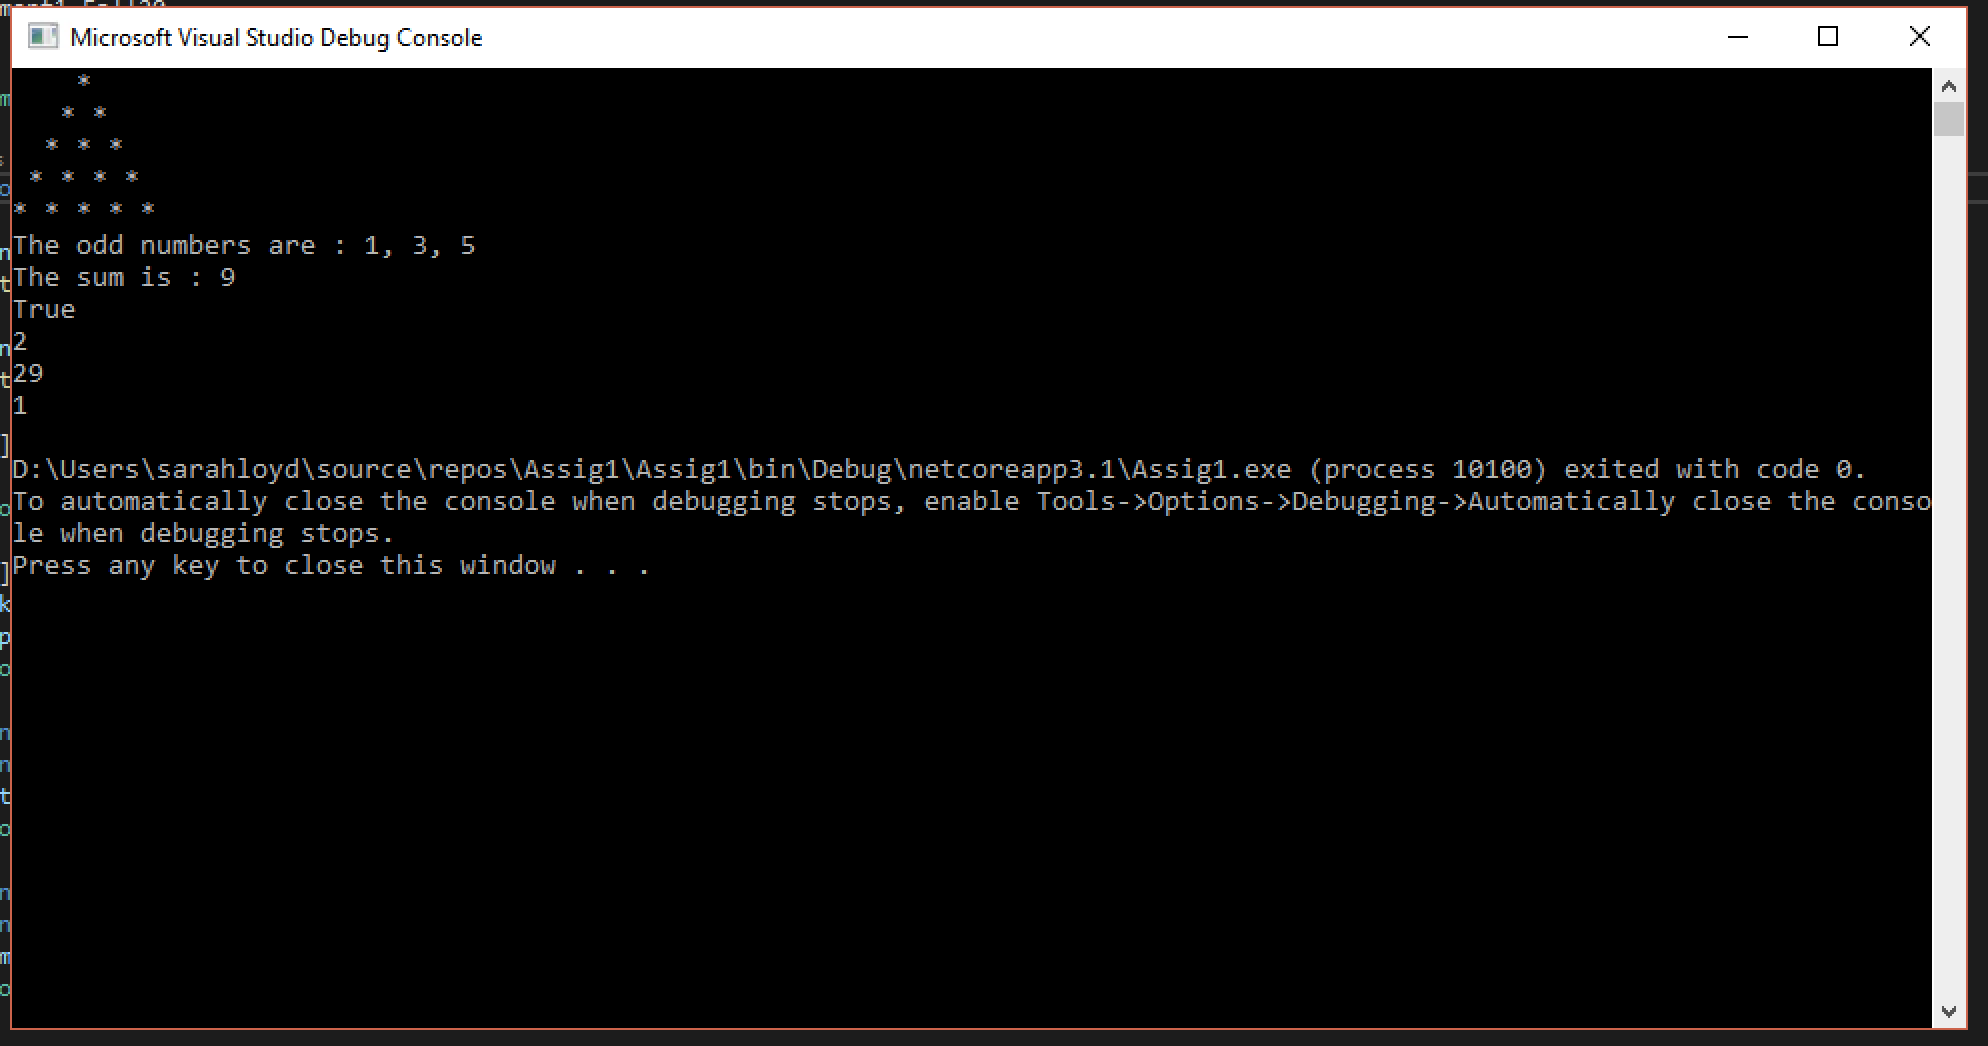 Microsoft Visual Studio Debug Console
    *
   * *
  * * *
 * * * *
* * * * *
The odd numbers are : 1, 3, 5
The sum is : 9
True
2
29
1
D:\Users\sarahloyd\source\repos\Assig1\Assig1\bin\Debug\netcoreapp3.1\Assig1.exe (process 10100) exited with code 0.
To automatically close the console when debugging stops, enable Tools->Options->Debugging->Automatically close the conso
le when debugging stops.
Press any key to close this window . . .